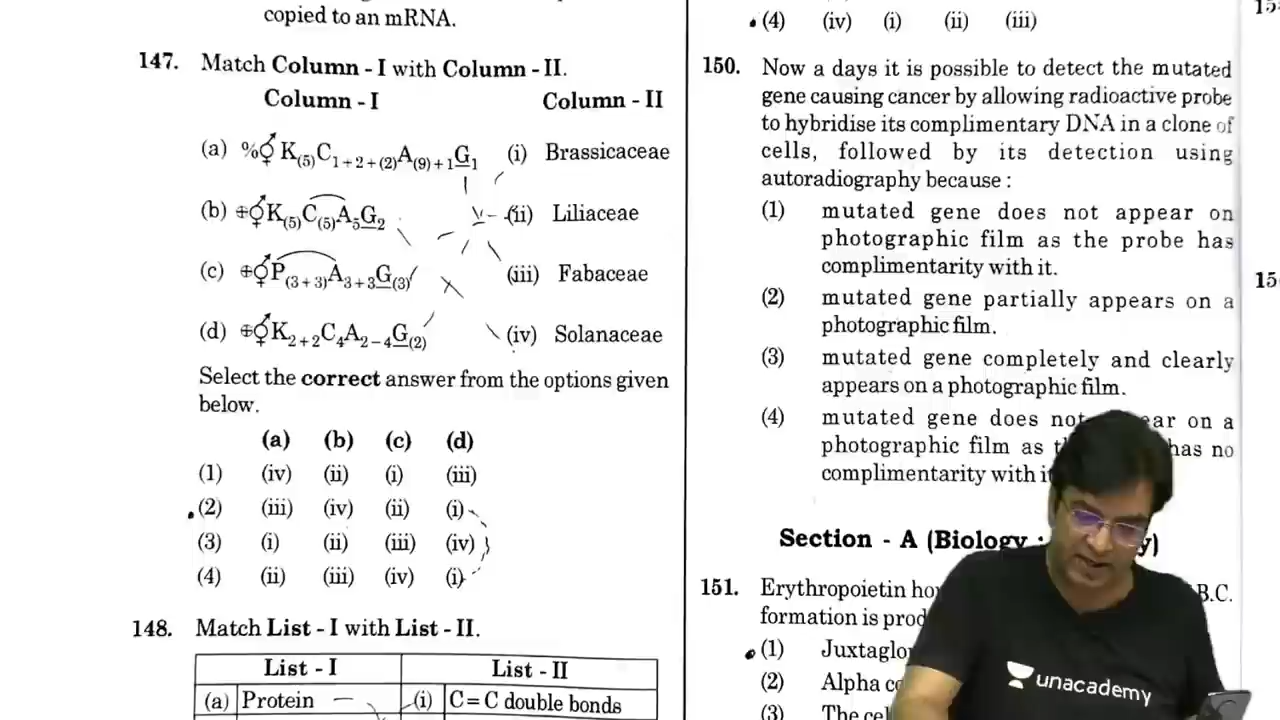 copied to an mRNA.
147. Match Column - I with Column - II.
Column - I Column - II
(a) %⚥ K(5)C1+2+(2)A(9)+1G1 (i) Brassicaceae
(b) ⊕⚥K(5)C(5)A5G2 (ii) Liliaceae
(c) ⊕⚥P(3+3)A3+3G(3) (iii) Fabaceae
(d) ⊕⚥K2+2C4A2-4G(2) (iv) Solanaceae
Select the correct answer from the options given
below.
(a) (b) (c) (d)
(1) (iv) (ii) (i) (iii)
(2) (iii) (iv) (ii) (i)
(3) (i) (ii) (iii) (iv)
(4) (ii) (iii) (iv) (i)
148. Match List - I with List - II.
List - I List - II
(a) Protein (i) C=C double bonds
(4) (iv) (i) (ii) (iii)
150. Now a days it is possible to detect the mutated
gene causing cancer by allowing radioactive probe
to hybridise its complimentary DNA in a clone of
cells, followed by its detection using
autoradiography because :
(1) mutated gene does not appear on
photographic film as the probe has
complimentarity with it.
(2) mutated gene partially appears on a
photographic film.
(3) mutated gene completely and clearly
appears on a photographic film.
(4) mutated gene does not on a
photographic film as has no
complimentarity with it
Section - A (Biology :
151. Erythropoietin R.B.C.
formation is
(1)
(2) Alpha
(3) The
unacademy